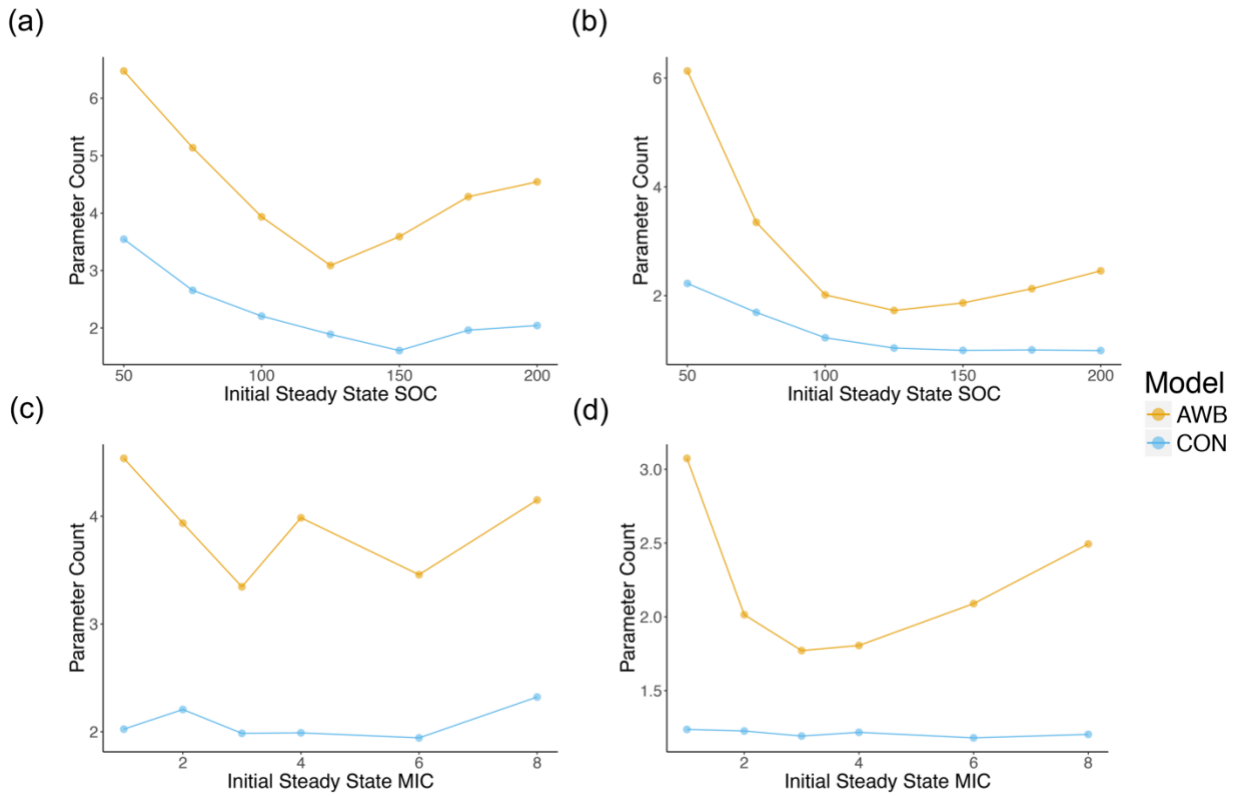 (a)
Parameter Count
6
5
4
3
2
50
100
150
200
Initial Steady State SOC
(b)
Parameter Count
6
4
2
50
100
150
200
Initial Steady State SOC
Model
AWB
CON
(c)
Parameter Count
4
3
2
2
4
6
8
Initial Steady State MIC
(d)
Parameter Count
3.0
2.5
2.0
1.5
2
4
6
8
Initial Steady State MIC